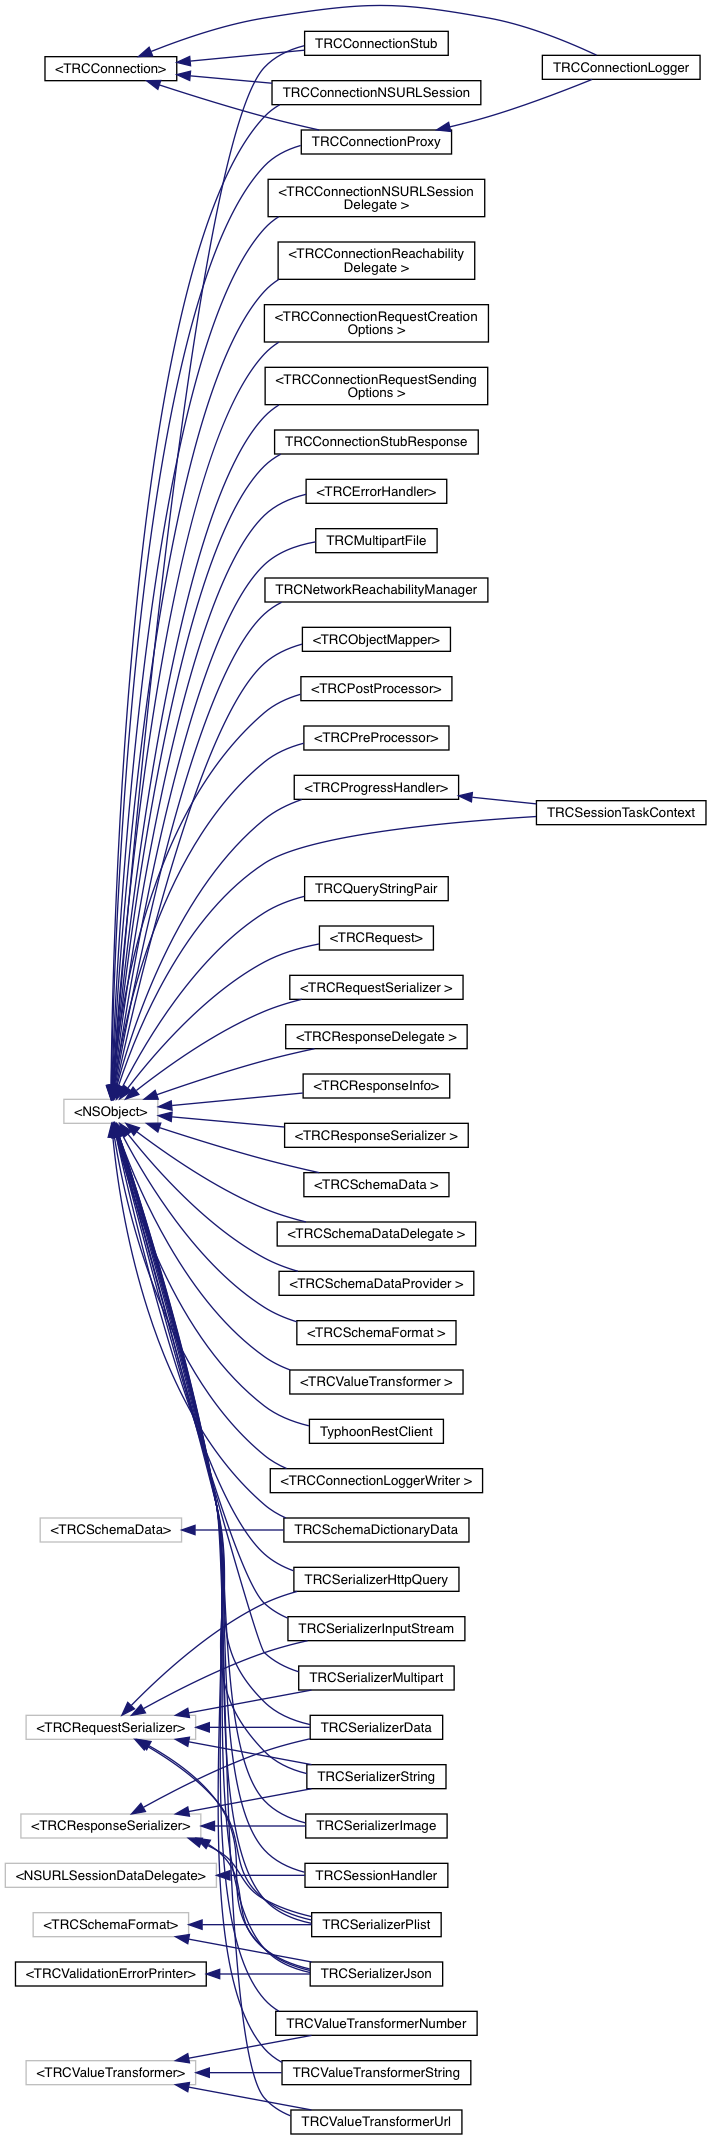 TRCConnectionStub
TRCConnectionLogger
<TRCConnection>
TRCConnectionNSURLSession
TRCConnectionProxy
<TRCConnectionNSURLSession
Delegate >
<TRCConnectionReachability
Delegate >
<TRCConnectionRequestCreation
Options >
<TRCConnectionRequestSending
Options >
TRCConnectionStubResponse
<TRCErrorHandler>
TRCMultipartFile
TRCNetworkReachabilityManager
<TRCObjectMapper>
<TRCPostProcessor>
<TRCPreProcessor>
<TRCProgressHandler>
TRCSessionTaskContext
TRCQueryStringPair
<TRCRequest>
<TRCRequestSerializer >
<TRCResponseDelegate >
<TRCResponseInfo>
<NSObject>
<TRCResponseSerializer >
<TRCSchemaData >
<TRCSchemaDataDelegate >
<TRCSchemaDataProvider >
<TRCSchemaFormat >
<TRCValueTransformer >
TyphoonRestClient
<TRCConnectionLoggerWriter >
<TRCSchemaData>
TRCSchemaDictionaryData
TRCSerializerHttpQuery
TRCSerializerInputStream
TRCSerializerMultipart
<TRCRequestSerializer>
TRCSerializerData
TRCSerializerString
<TRCResponseSerializer>
TRCSerializerImage
<NSURLSessionDataDelegate>
TRCSessionHandler
<TRCSchemaFormat>
TRCSerializerPlist
<TRCValidationErrorPrinter>
TRCSerializerJson
TRCValueTransformerNumber
<TRCValueTransformer>
TRCValueTransformerString
TRCValueTransformerUrl